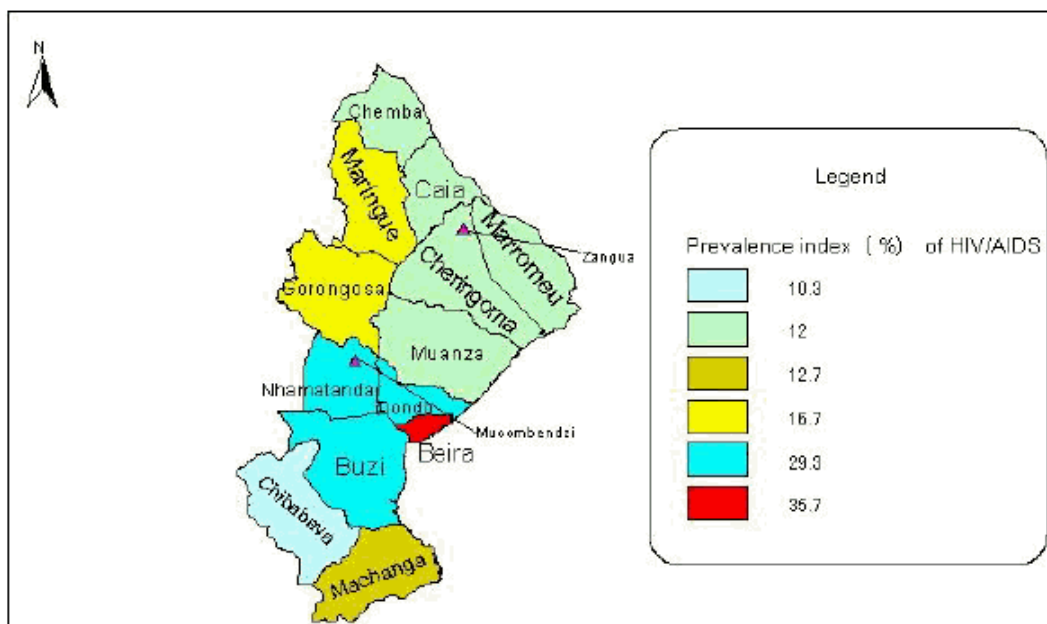 N
Chemba
Maringue
Caia
Marromeu
Zangua
Cheringoma
Gorongosa
Muanza
Nhamatanda
Dondo
Mucombendzi
Beira
Buzi
Chibabava
Machanga
Legend
Prevalence index ( %) of HIV/AIDS
10.3
12
12.7
16.7
29.3
35.7